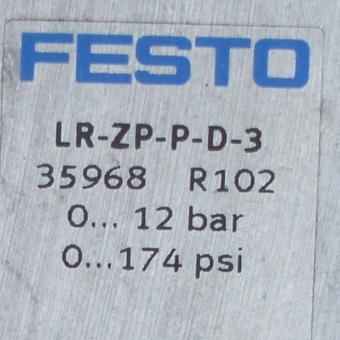 FESTO
LR-ZP-P-D-3
35968 R102
0... 12 bar
0...174 psi